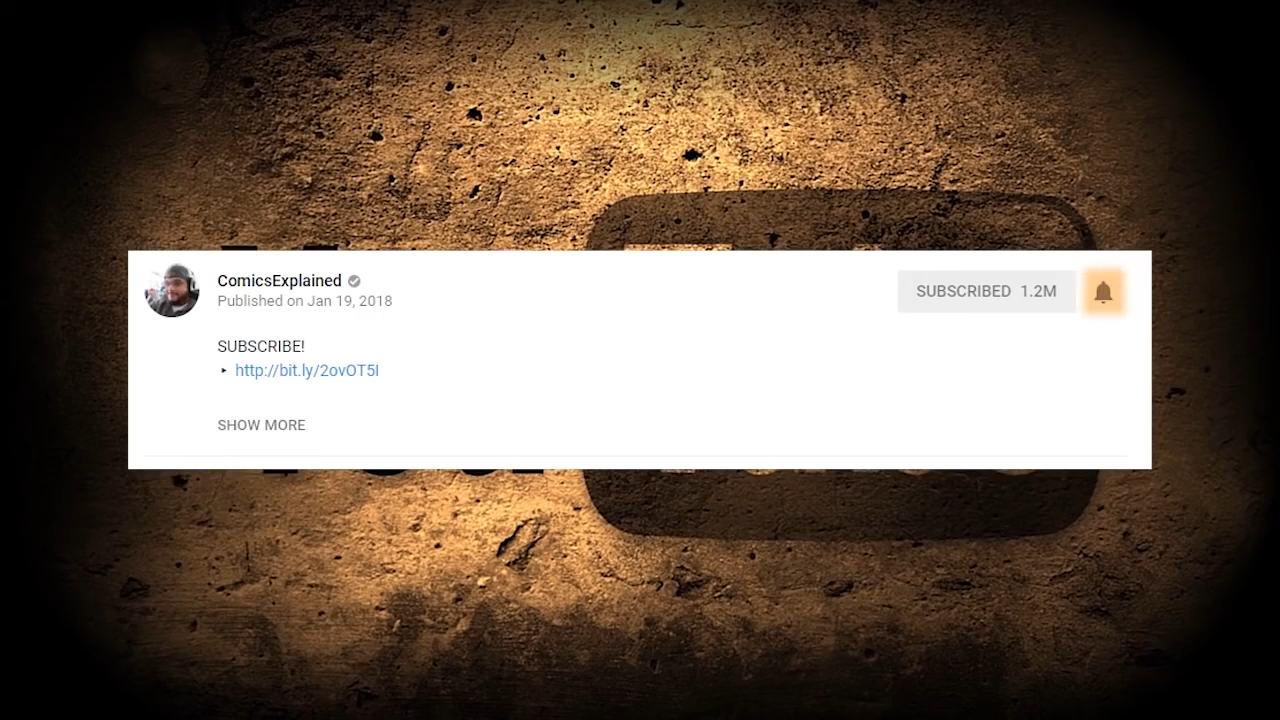 ComicsExplained
Published on Jan 19, 2018
SUBSCRIBED 1.2M
SUBSCRIBE!
‣ http://bit.ly/2ovOT5I
SHOW MORE